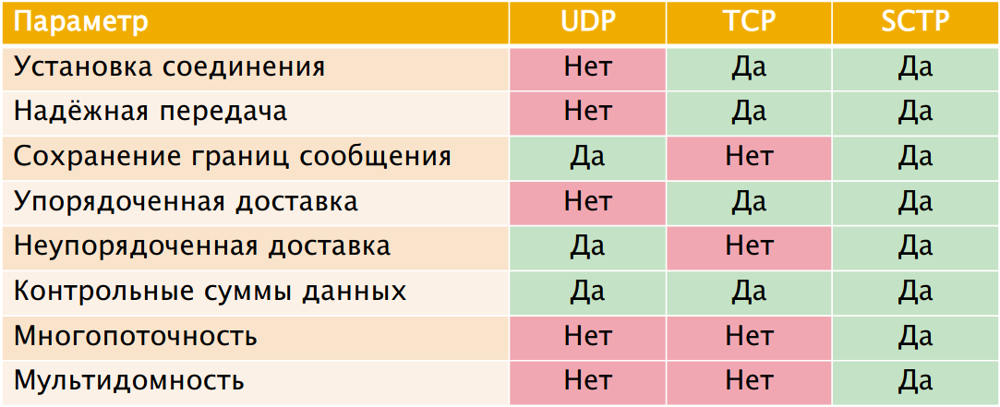 Параметр UDP TCP SCTP
Установка соединения Нет Да Да
Надёжная передача Нет Да Да
Сохранение границ сообщения Да Нет Да
Упорядоченная доставка Нет Да Да
Неупорядоченная доставка Да Нет Да
Контрольные суммы данных Да Да Да
Многопоточность Нет Нет Да
Мультидомность Нет Нет Да